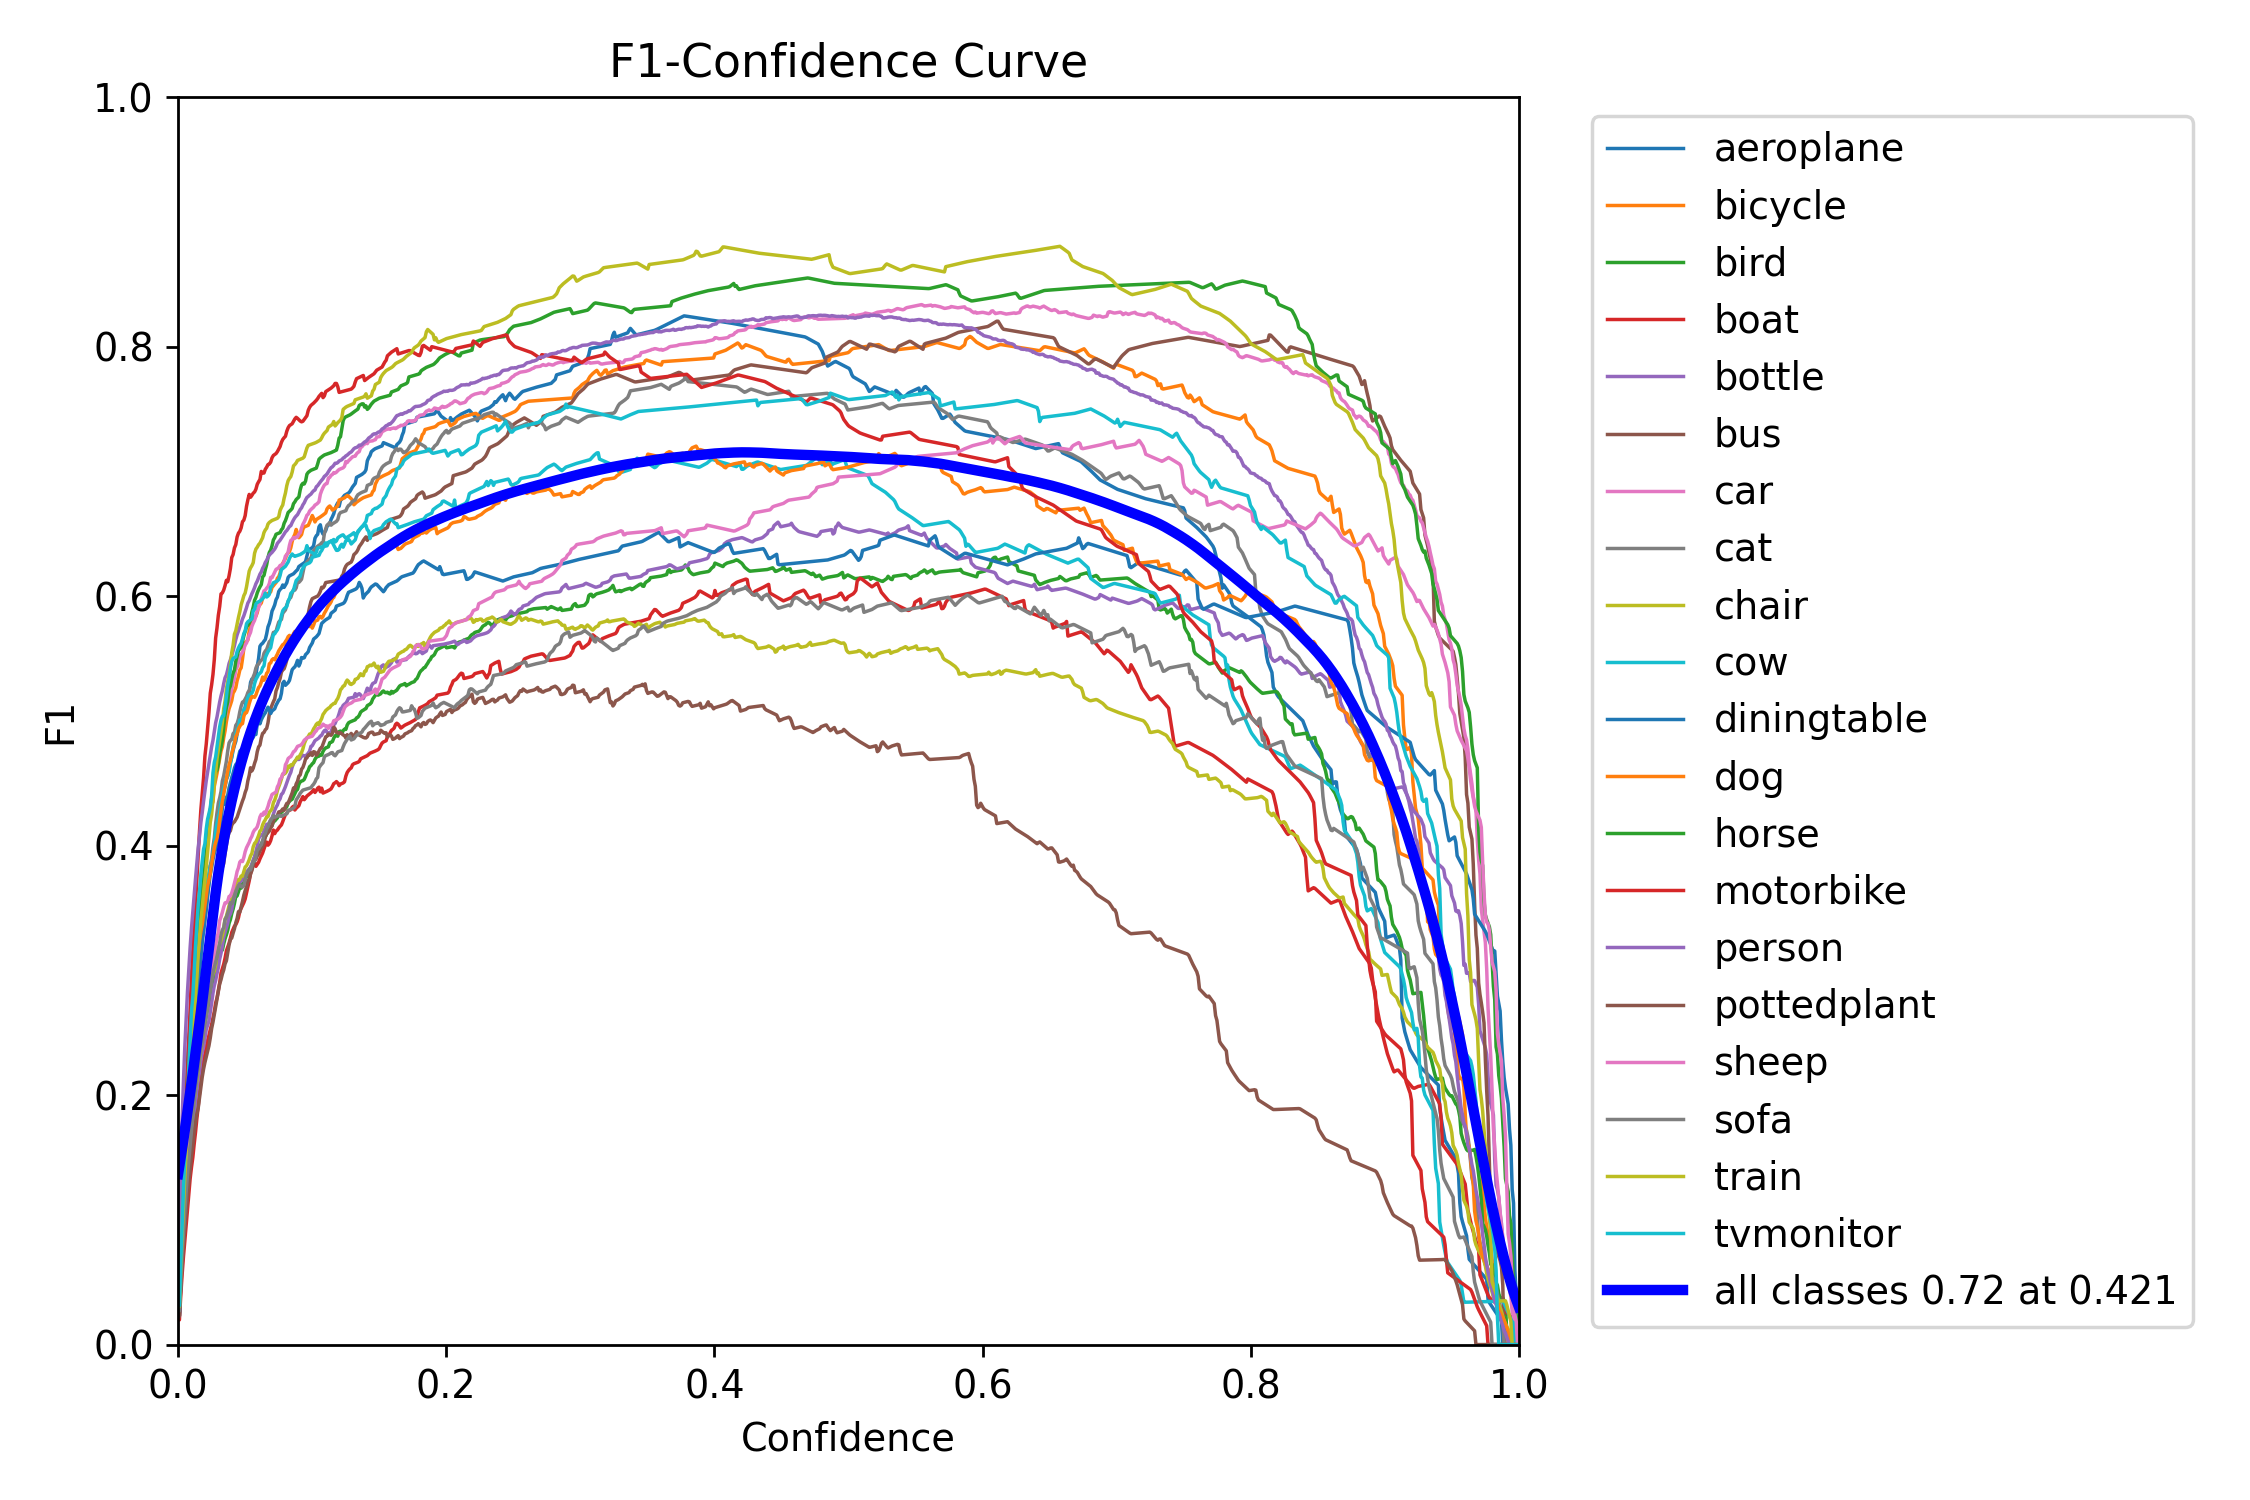 F1-Confidence Curve
1.0
0.8
0.6
0.4
0.2
0.0
F1
0.0 0.2 0.4 0.6 0.8 1.0
Confidence
aeroplane
bicycle
bird
boat
bottle
bus
car
cat
chair
cow
diningtable
dog
horse
motorbike
person
pottedplant
sheep
sofa
train
tvmonitor
all classes 0.72 at 0.421